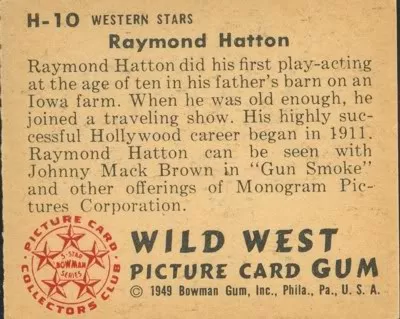 H-10 WESTERN STARS
Raymond Hatton
Raymond Hatton did his first play-acting
at the age of ten in his father's barn on an
Iowa farm. When he was old enough, he
joined a traveling show. His highly suc-
cessful Hollywood career began in 1911.
Raymond Hatton can be seen with
Johnny Mack Brown in "Gun Smoke"
and other offerings of Monogram Pic-
tures Corporation.
PICTURE CARD
COLLECTORS CLUB
5-STAR
BOWMAN
SERIES
WILD WEST
PICTURE CARD GUM
© 1949 Bowman Gum, Inc., Phila., Pa., U. S. A.